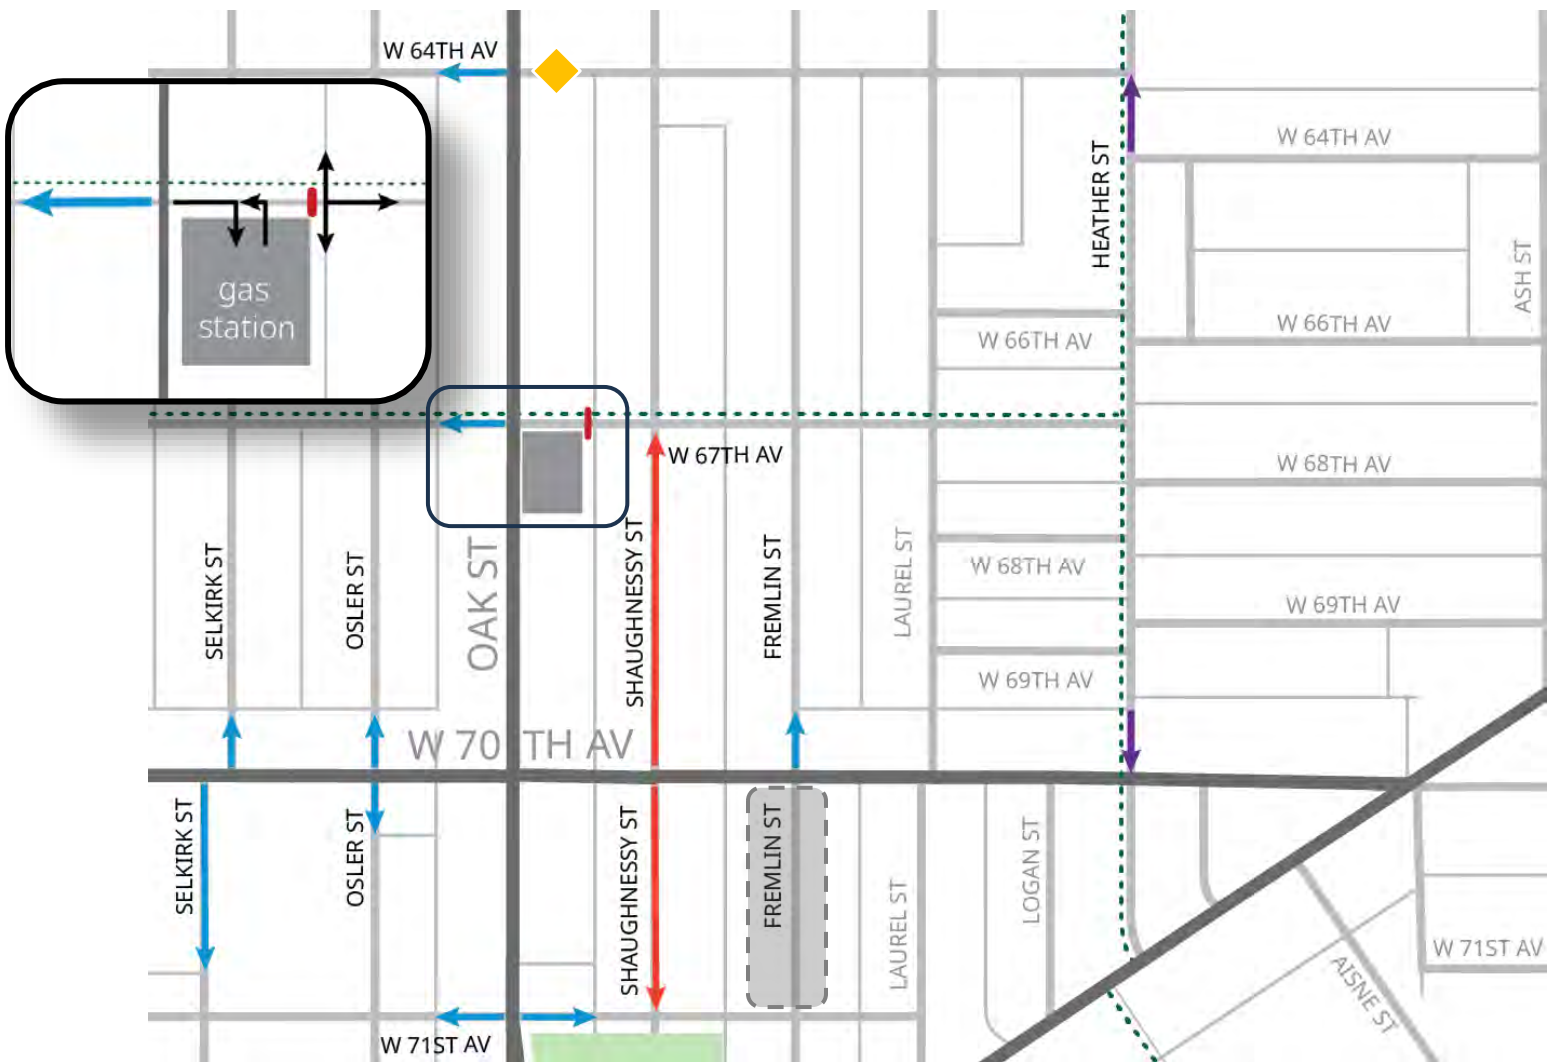 W 64TH AV
W 64TH AV
HEATHER ST
ASH ST
gas
station
W 66TH AV
W 66TH AV
W 67TH AV
W 68TH AV
SELKIRK ST
OSLER ST
OAK ST
SHAUGHNESSY ST
FREMLIN ST
LAUREL ST
W 68TH AV
W 69TH AV
W 69TH AV
W 70 TH AV
SELKIRK ST
OSLER ST
SHAUGHNESSY ST
FREMLIN ST
LAUREL ST
LOGAN ST
W 71ST AV
AISNE ST
W 71ST AV